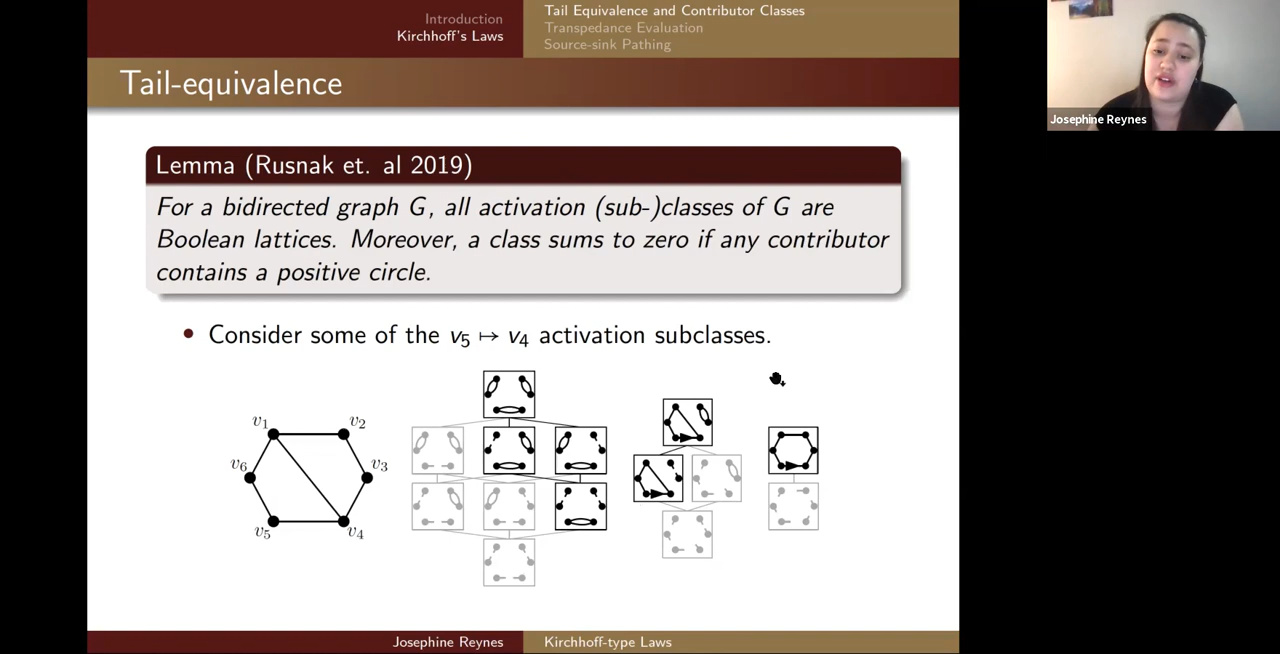 Introduction
Kirchhoff's Laws
Tail Equivalence and Contributor Classes
Transpedance Evaluation
Source-sink Pathing
Tail-equivalence
Lemma (Rusnak et. al 2019)
For a bidirected graph G, all activation (sub-)classes of G are
Boolean lattices. Moreover, a class sums to zero if any contributor
contains a positive circle.
• Consider some of the v₅ ↦ v₄ activation subclasses.
v₁ v₂
v₆ v₃
v₅ v₄
Josephine Reynes Kirchhoff-type Laws
Josephine Reynes